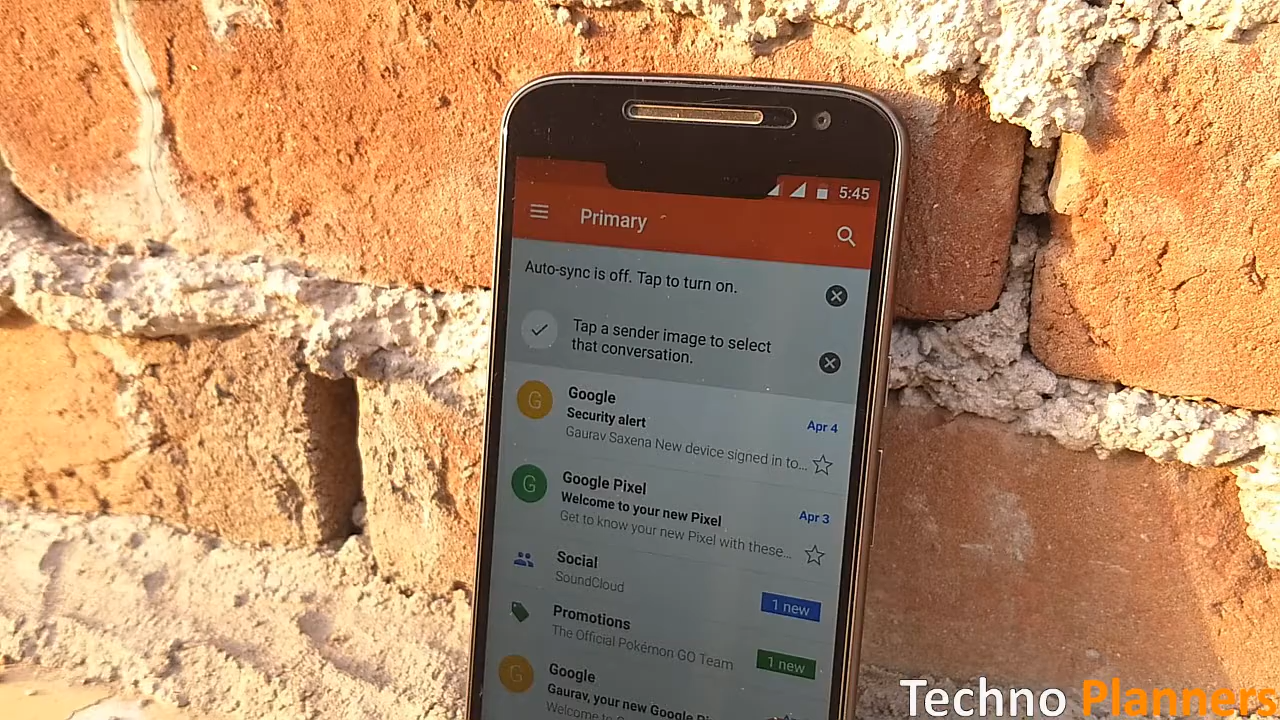 5:45
Primary
Auto-sync is off. Tap to turn on.
Tap a sender image to select
that conversation.
G
Google
Security alert
Apr 4
Gaurav Saxena New device signed in to...
G
Google Pixel
Welcome to your new Pixel
Apr 3
Get to know your new Pixel with these...
Social
SoundCloud
1 new
Promotions
The Official Pokémon GO Team
1 new
G
Google
Gaurav, your new Google
Welcome to
Techno Planners